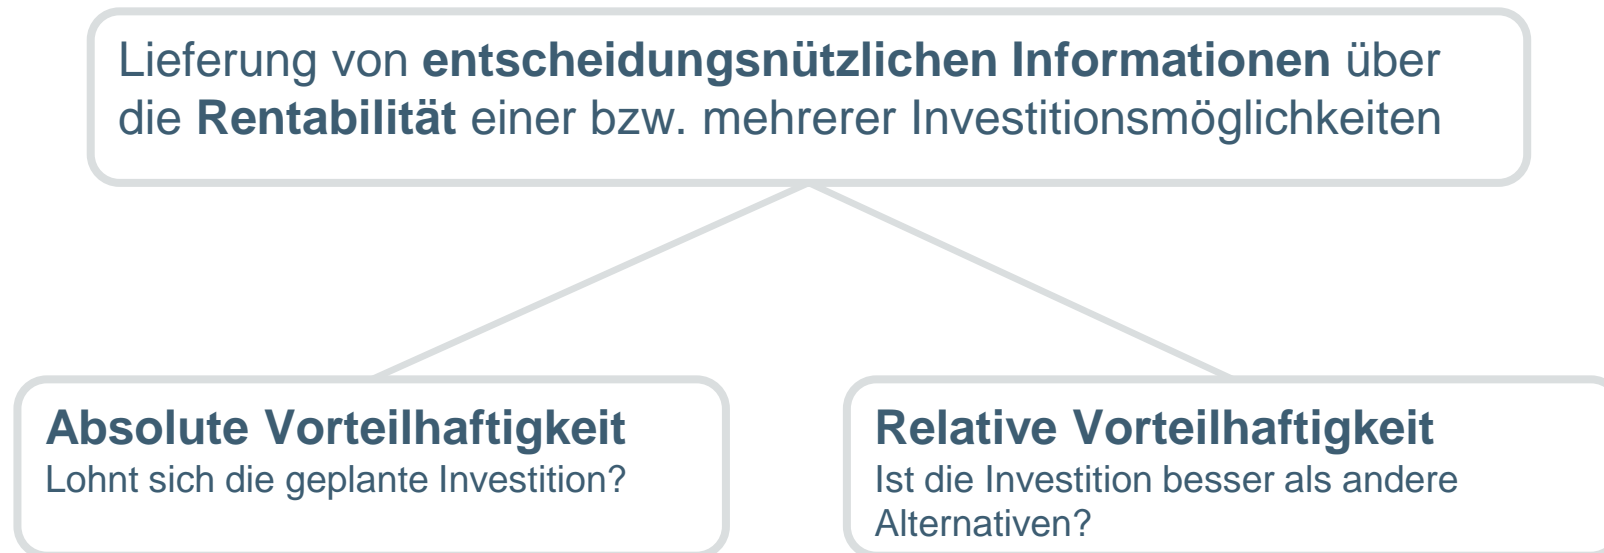 Lieferung von entscheidungsnützlichen Informationen über
die Rentabilität einer bzw. mehrerer Investitionsmöglichkeiten
Absolute Vorteilhaftigkeit
Lohnt sich die geplante Investition?
Relative Vorteilhaftigkeit
Ist die Investition besser als andere
Alternativen?